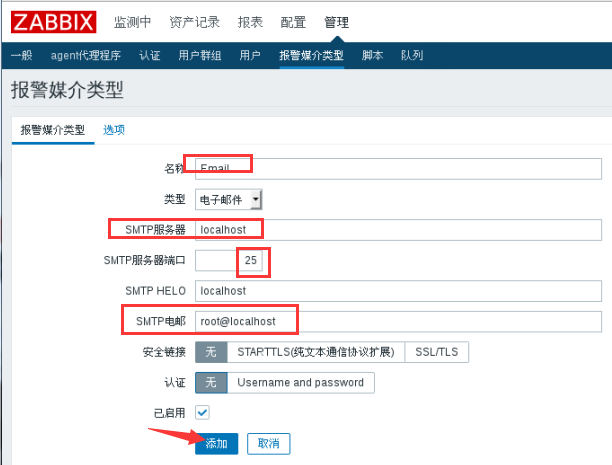 ZABBIX 监测中 资产记录 报表 配置 管理
一般 agent代理程序 认证 用户群组 用户 报警媒介类型 脚本 队列
报警媒介类型
报警媒介类型 选项
名称 Email
类型 电子邮件
SMTP服务器 localhost
SMTP服务器端口 25
SMTP HELO localhost
SMTP电邮 root@localhost
安全链接 无 STARTTLS(纯文本通信协议扩展) SSL/TLS
认证 无 Username and password
已启用
添加 取消